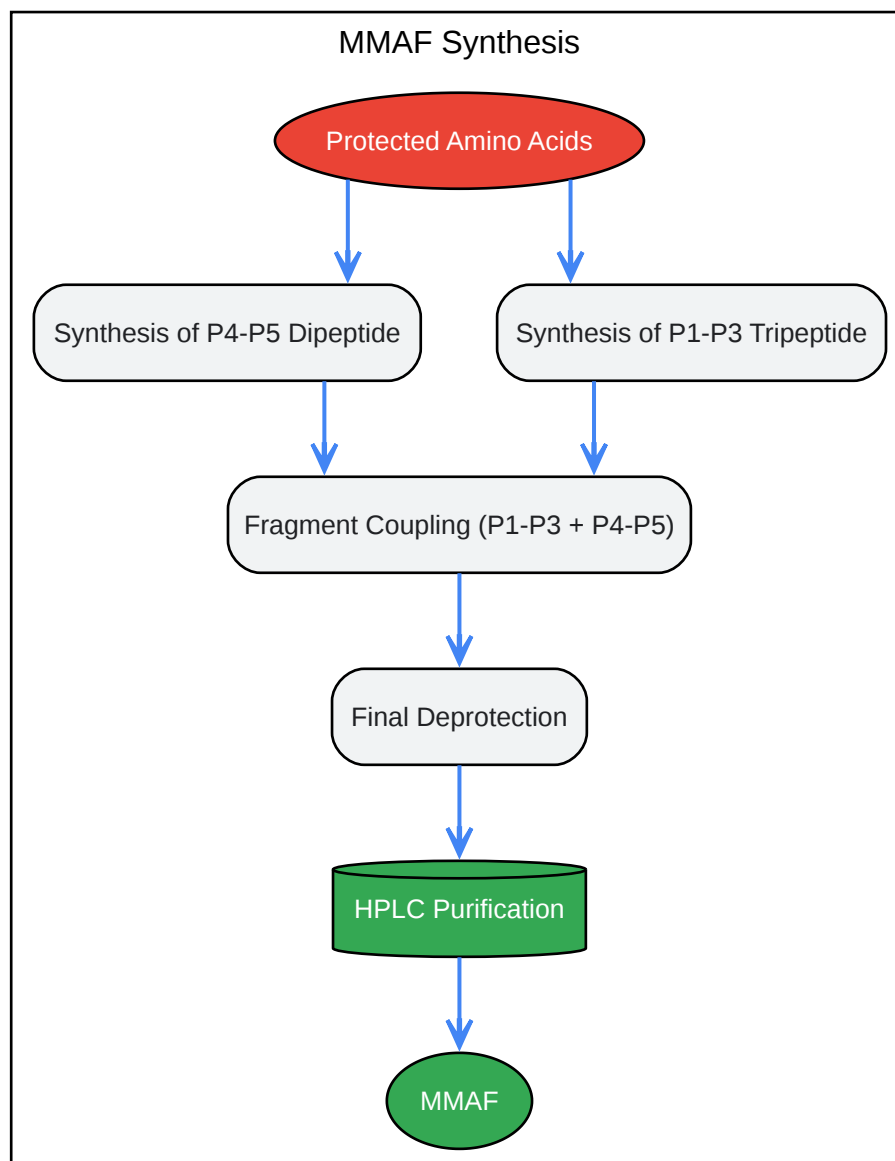 MMAF Synthesis
Protected Amino Acids
Synthesis of P4-P5 Dipeptide
Synthesis of P1-P3 Tripeptide
Fragment Coupling (P1-P3 + P4-P5)
Final Deprotection
HPLC Purification
MMAF